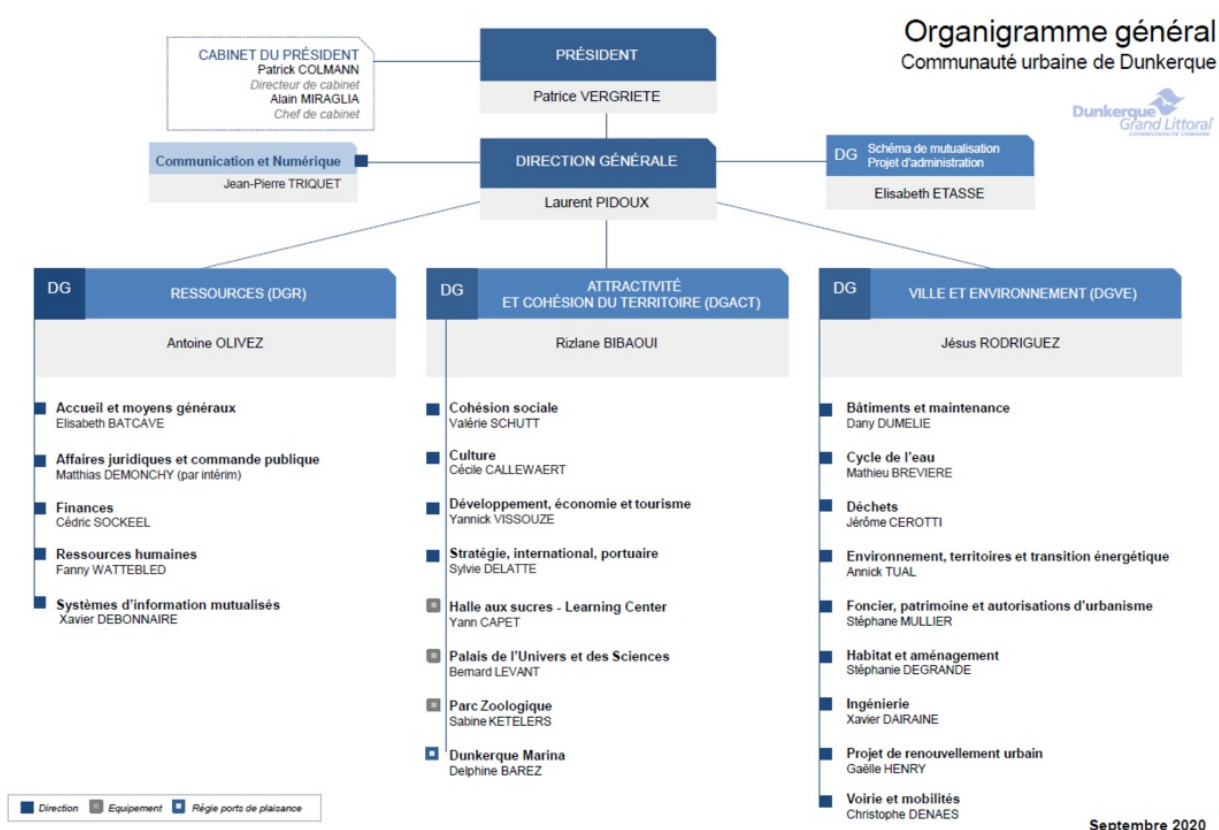 Organigramme général
Communauté urbaine de Dunkerque
Dunkerque
Grand Littoral
COMMUNAUTÉ URBAINE
CABINET DU PRÉSIDENT
Patrick COLMANN
Directeur de cabinet
Alain MIRAGLIA
Chef de cabinet
PRÉSIDENT
Patrice VERGRIETE
Communication et Numérique
Jean-Pierre TRIQUET
DIRECTION GÉNÉRALE
Laurent PIDOUX
DG
Schéma de mutualisation
Projet d'administration
Elisabeth ETASSE
DG
RESSOURCES (DGR)
Antoine OLIVEZ
Accueil et moyens généraux
Elisabeth BATCAVE
Affaires juridiques et commande publique
Matthias DEMONCHY (par intérim)
Finances
Cédric SOCKEEL
Ressources humaines
Fanny WATTEBLED
Systèmes d'information mutualisés
Xavier DEBONNAIRE
DG
ATTRACTIVITÉ
ET COHÉSION DU TERRITOIRE (DGACT)
Rizlane BIBAOUI
Cohésion sociale
Valérie SCHUTT
Culture
Cécile CALLEWAERT
Développement, économie et tourisme
Yannick VISSOUZE
Stratégie, international, portuaire
Sylvie DELATTE
Halle aux sucres - Learning Center
Yann CAPET
Palais de l'Univers et des Sciences
Bernard LEVANT
Parc Zoologique
Sabine KETELERS
Dunkerque Marina
Delphine BAREZ
DG
VILLE ET ENVIRONNEMENT (DGVE)
Jésus RODRIGUEZ
Bâtiments et maintenance
Dany DUMELIE
Cycle de l'eau
Mathieu BREVIERE
Déchets
Jérôme CEROTTI
Environnement, territoires et transition énergétique
Annick TUAL
Foncier, patrimoine et autorisations d'urbanisme
Stéphane MULLIER
Habitat et aménagement
Stéphanie DEGRANDE
Ingénierie
Xavier DAIRAINE
Projet de renouvellement urbain
Gaëlle HENRY
Voirie et mobilités
Christophe DENAES
Direction
Equipement
Régie ports de plaisance
Septembre 2020